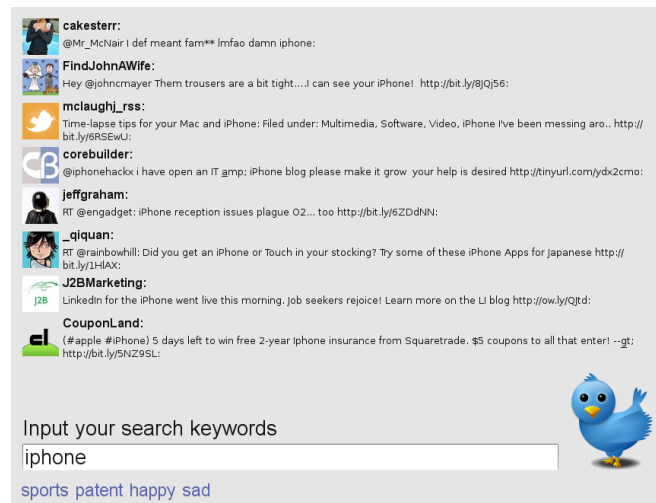 cakesterr:
@Mr_McNair I def meant fam** lmfao damn iphone:
FindJohnAWife:
Hey @johncmayer Them trousers are a bit tight....I can see your iPhone! http://bit.ly/8JQj56:
mclaughj_rss:
Time-lapse tips for your Mac and iPhone: Filed under: Multimedia, Software, Video, iPhone I've been messing aro.. http://
bit.ly/6RSEwU:
CB
corebuilder:
@iphonehackx i have open an IT amp; iPhone blog please make it grow your help is desired http://tinyurl.com/ydx2cmo:
jeffgraham:
RT @engadget: iPhone reception issues plague O2... too http://bit.ly/6ZDdNN:
_qiquan:
RT @rainbowhill: Did you get an iPhone or Touch in your stocking? Try some of these iPhone Apps for Japanese http://
bit.ly/1HlAX:
J2B
J2BMarketing:
LinkedIn for the iPhone went live this morning. Job seekers rejoice! Learn more on the LI blog http://ow.ly/QJtd:
cl
CouponLand:
(#apple #iPhone) 5 days left to win free 2-year Iphone insurance from Squaretrade. $5 coupons to all that enter! --gt;
http://bit.ly/5NZ9SL:
Input your search keywords
iphone
sports patent happy sad